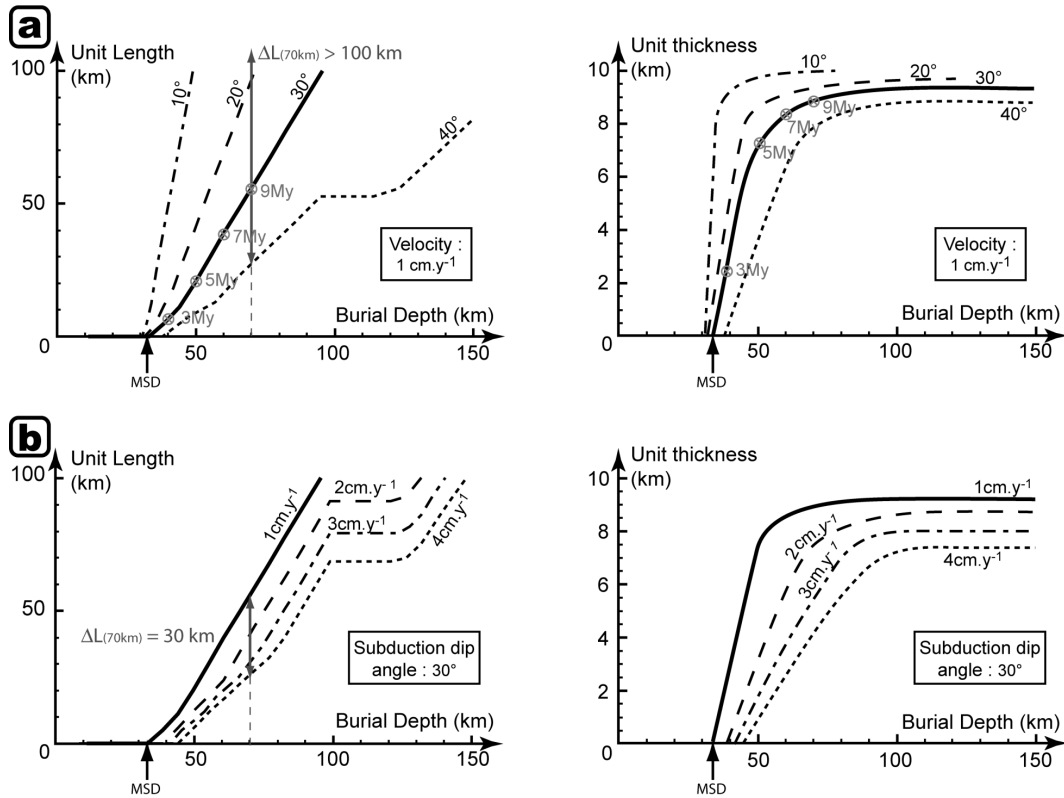 a
Unit Length
(km)
ΔL(70km) > 100 km
100
50
0
10°
20°
30°
40°
3My
5My
7My
9My
Velocity :
1 cm.y-1
Burial Depth (km)
50
100
150
MSD
Unit thickness
(km)
10
8
6
4
2
0
10°
20°
30°
40°
9My
7My
5My
3My
Velocity :
1 cm.y-1
Burial Depth (km)
50
100
150
MSD
b
Unit Length
(km)
100
50
0
1cm.y-1
2cm.y-1
3cm.y-1
4cm.y-1
ΔL(70km) = 30 km
Subduction dip
angle : 30°
Burial Depth (km)
50
100
150
MSD
Unit thickness
(km)
10
8
6
4
2
0
1cm.y-1
2cm.y-1
3cm.y-1
4cm.y-1
Subduction dip
angle : 30°
Burial Depth (km)
50
100
150
MSD